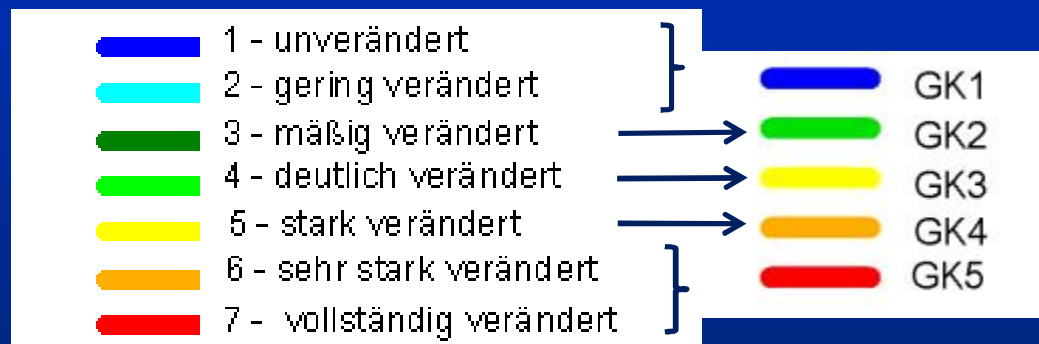 1 - unverändert
2 - gering verändert
3 - mäßig verändert
4 - deutlich verändert
5 - stark verändert
6 - sehr stark verändert
7 - vollständig verändert
GK1
GK2
GK3
GK4
GK5